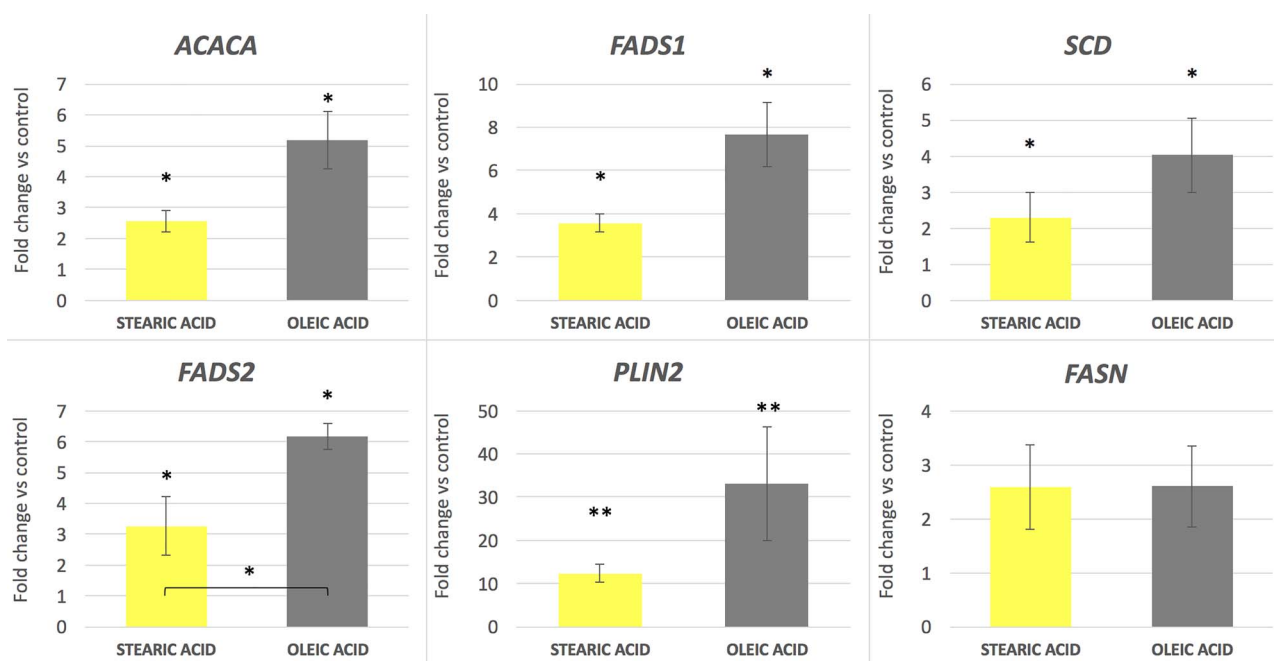 ACACA
Fold change vs control
7
6
5
4
3
2
1
0
*
*
STEARIC ACID
OLEIC ACID
FADS1
Fold change vs control
10
8
6
4
2
0
*
*
STEARIC ACID
OLEIC ACID
SCD
Fold change vs control
6
5
4
3
2
1
0
*
*
STEARIC ACID
OLEIC ACID
FADS2
Fold change vs control
7
6
5
4
3
2
1
0
*
*
*
STEARIC ACID
OLEIC ACID
PLIN2
Fold change vs control
50
40
30
20
10
0
**
**
STEARIC ACID
OLEIC ACID
FASN
Fold change vs control
4
3
2
1
0
STEARIC ACID
OLEIC ACID